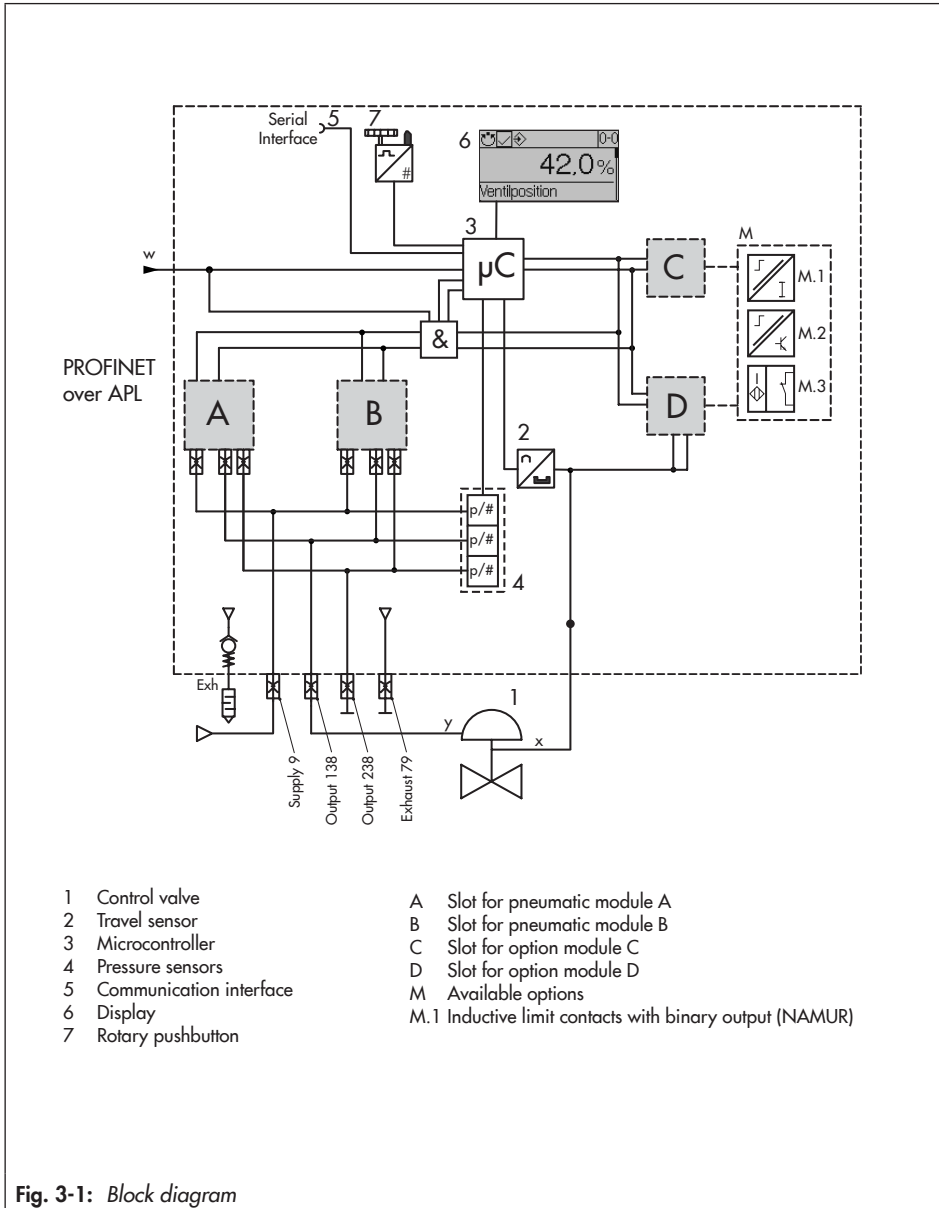 Serial
Interface
5
7
6
0-0
42,0%
Ventilposition
3
w
µC
C
M
M.1
M.2
M.3
&
PROFINET
over APL
A
B
D
2
#
p/#
p/#
p/#
4
Exh
1
y
x
Supply 9
Output 138
Output 238
Exhaust 79
1 Control valve
2 Travel sensor
3 Microcontroller
4 Pressure sensors
5 Communication interface
6 Display
7 Rotary pushbutton
A Slot for pneumatic module A
B Slot for pneumatic module B
C Slot for option module C
D Slot for option module D
M Available options
M.1 Inductive limit contacts with binary output (NAMUR)
Fig. 3-1: Block diagram